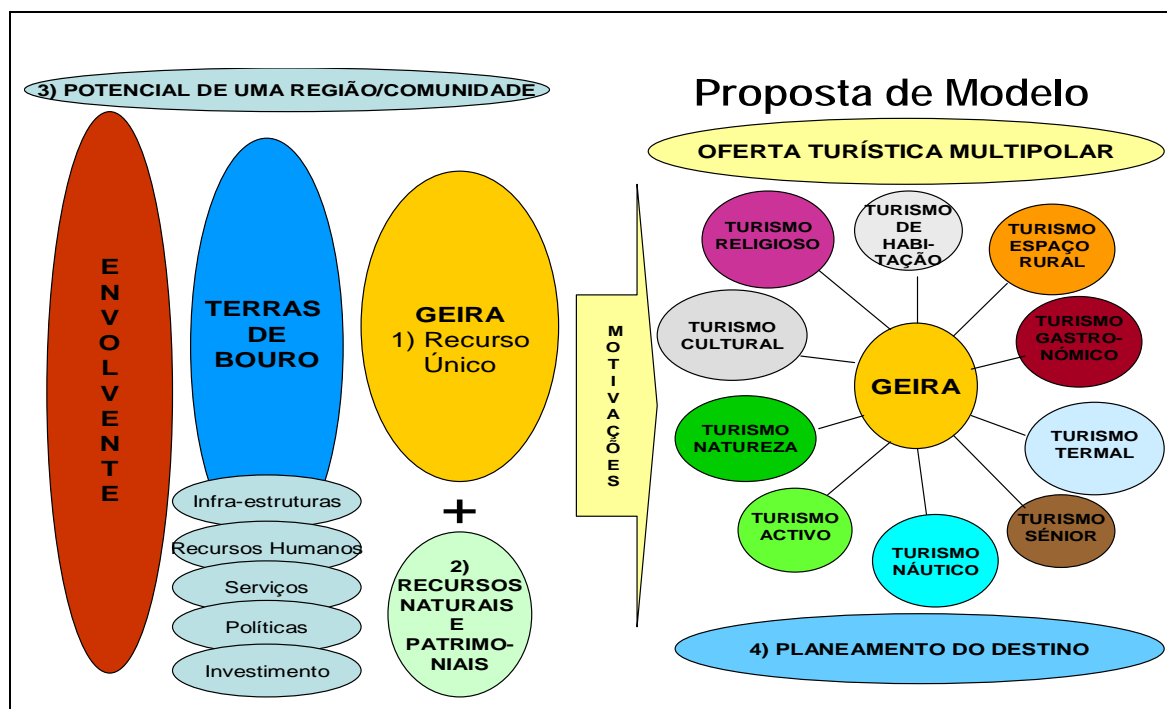 3) POTENCIAL DE UMA REGIÃO/COMUNIDADE
E
N
V
O
L
V
E
N
T
E
TERRAS
DE
BOURO
Infra-estruturas
Recursos Humanos
Serviços
Políticas
Investimento
GEIRA
1) Recurso
Único
+
2)
RECURSOS
NATURAIS
E
PATRIMO-
NIAIS
M
O
T
I
V
A
Ç
Õ
E
S
Proposta de Modelo
OFERTA TURÍSTICA MULTIPOLAR
TURISMO
RELIGIOSO
TURISMO
DE
HABI-
TAÇÃO
TURISMO
ESPAÇO
RURAL
TURISMO
CULTURAL
TURISMO
GASTRO-
NÓMICO
GEIRA
TURISMO
NATUREZA
TURISMO
TERMAL
TURISMO
ACTIVO
TURISMO
NÁUTICO
TURISMO
SÉNIOR
4) PLANEAMENTO DO DESTINO